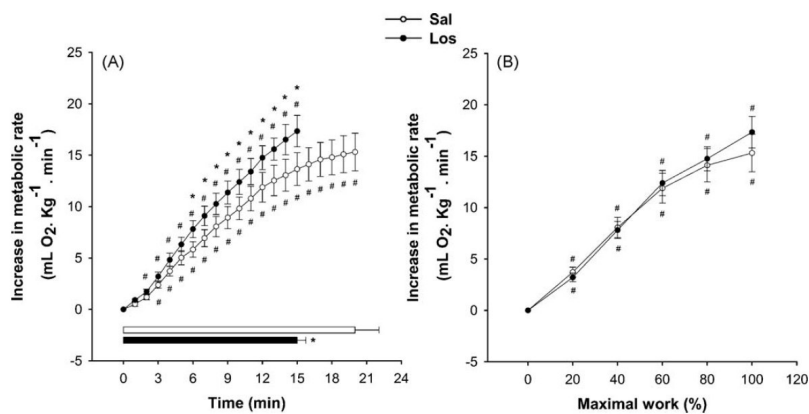 Sal
Los
(A)
Increase in metabolic rate
(mL O₂. Kg⁻¹ . min⁻¹)
20
15
10
5
0
-5
# # # # # * # * # * # * # * # * # * # * # * # * #
# # # # # # # # # # # # # # # # # #
*
0 3 6 9 12 15 18 21 24
Time (min)
(B)
Increase in metabolic rate
(mL O₂. Kg⁻¹ . min⁻¹)
20
15
10
5
0
-5
# # # # #
# # # # #
0 20 40 60 80 100 120
Maximal work (%)